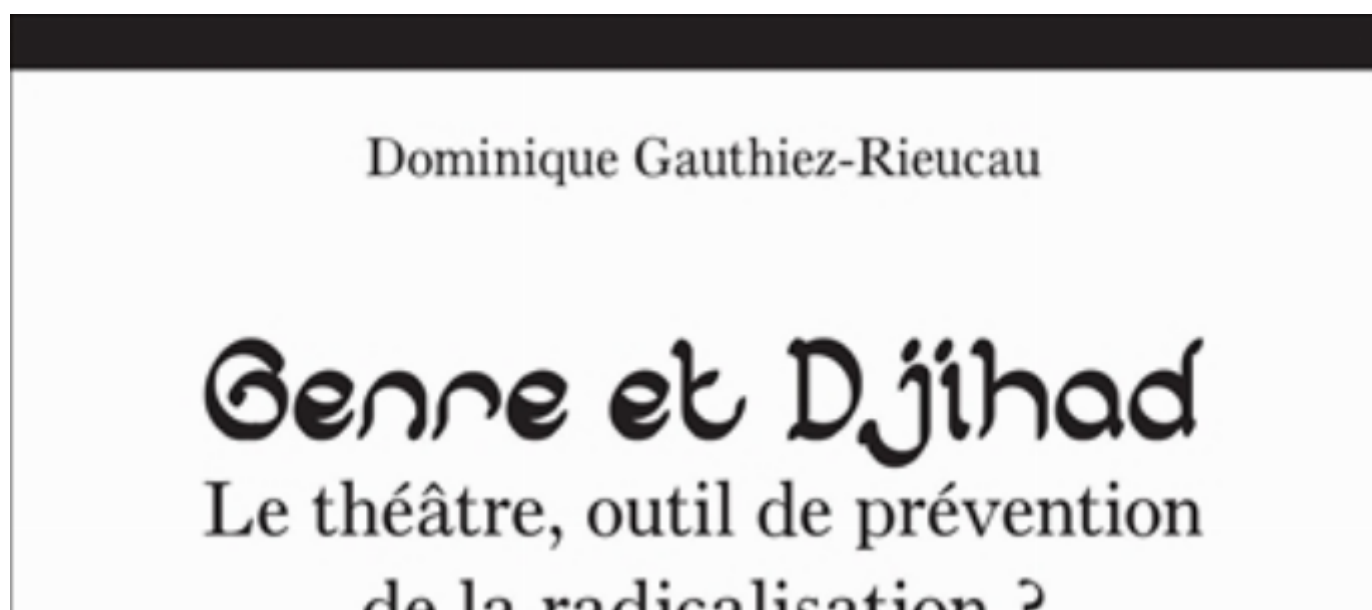 Dominique Gauthiez-Rieucau
Genre et Djihad
Le théâtre, outil de prévention
de la radicalisation ?